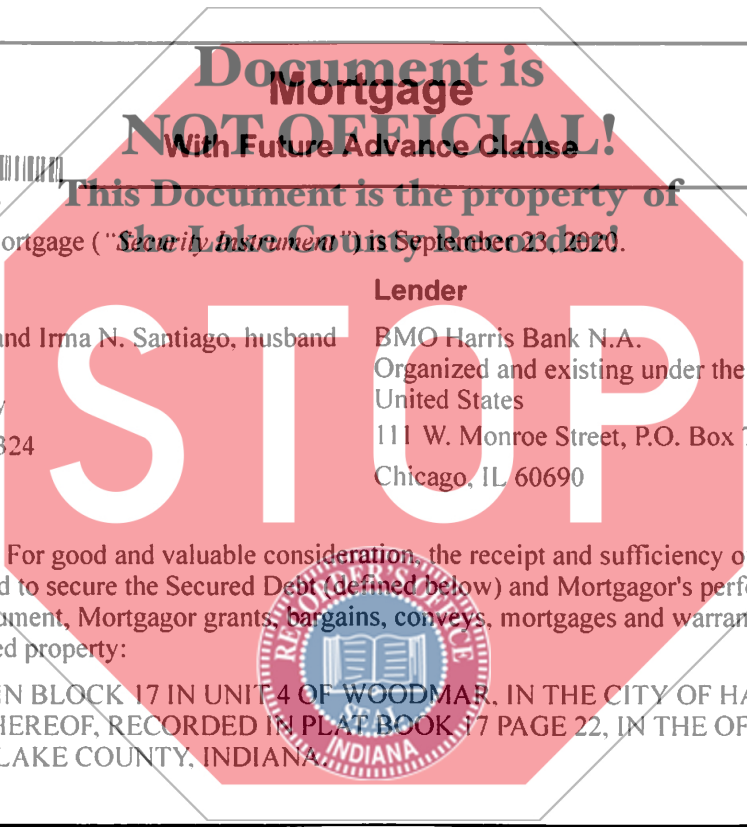 Document is
Mortgage
NOT OFFICIAL!
With Future Advance Clause
This Document is the property of
the Lake County Recorder!
ortgage ("Security Instrument") is September 23, 2020.
Lender
and Irma N. Santiago, husband
BMO Harris Bank N.A.
Organized and existing under the
United States
324
111 W. Monroe Street, P.O. Box
Chicago, IL 60690
STOP
For good and valuable consideration, the receipt and sufficiency o
d to secure the Secured Debt (defined below) and Mortgagor's perfo
ument, Mortgagor grants, bargains, conveys, mortgages and warran
ed property:
RECORDER'S OFFICE
SEAL
INDIANA
N BLOCK 17 IN UNIT 4 OF WOODMAR, IN THE CITY OF HA
HEREOF, RECORDED IN PLAT BOOK 17 PAGE 22, IN THE OF
LAKE COUNTY, INDIANA.